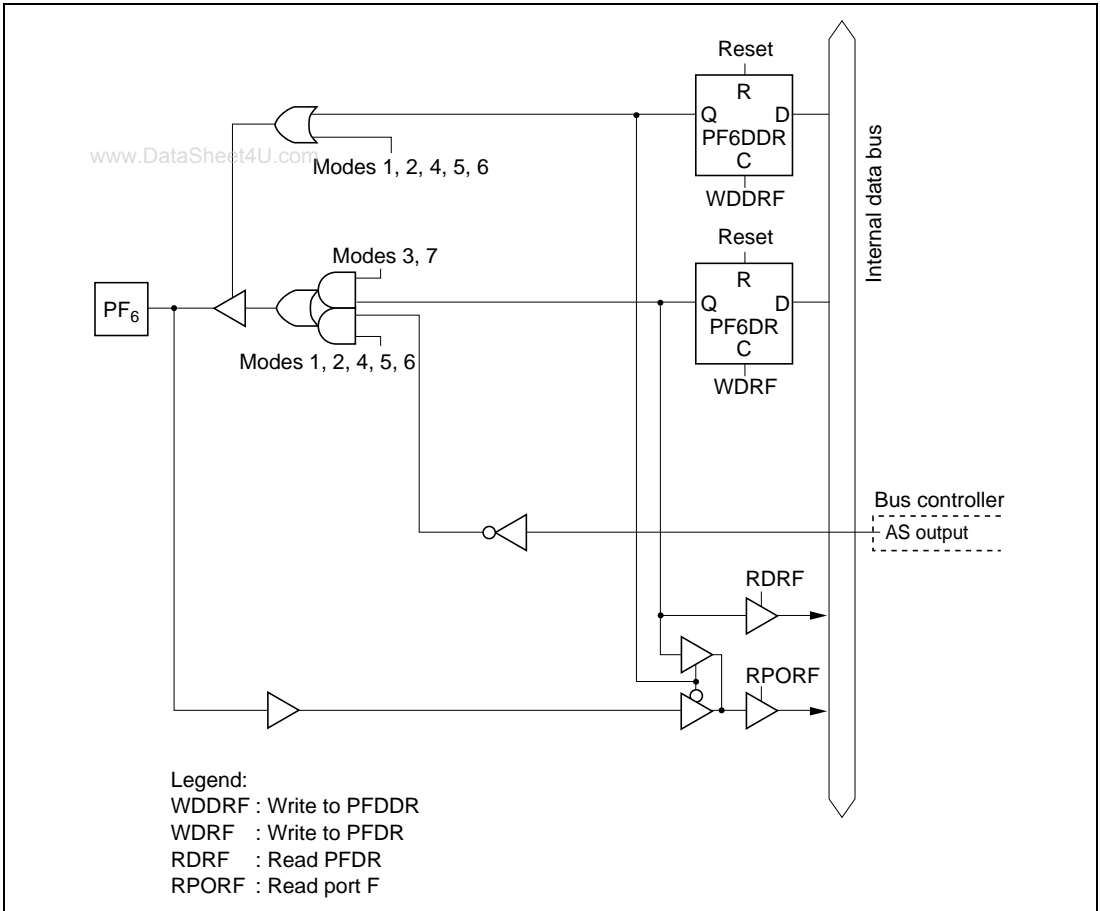 Reset
R
Q D
PF6DDR
C
WDDRF
www.DataSheet4U.com
Modes 1, 2, 4, 5, 6
Internal data bus
Reset
R
Q D
PF6DR
C
WDRF
Modes 3, 7
PF6
Modes 1, 2, 4, 5, 6
Bus controller
AS output
RDRF
RPORF
Legend:
WDDRF : Write to PFDDR
WDRF : Write to PFDR
RDRF : Read PFDR
RPORF : Read port F